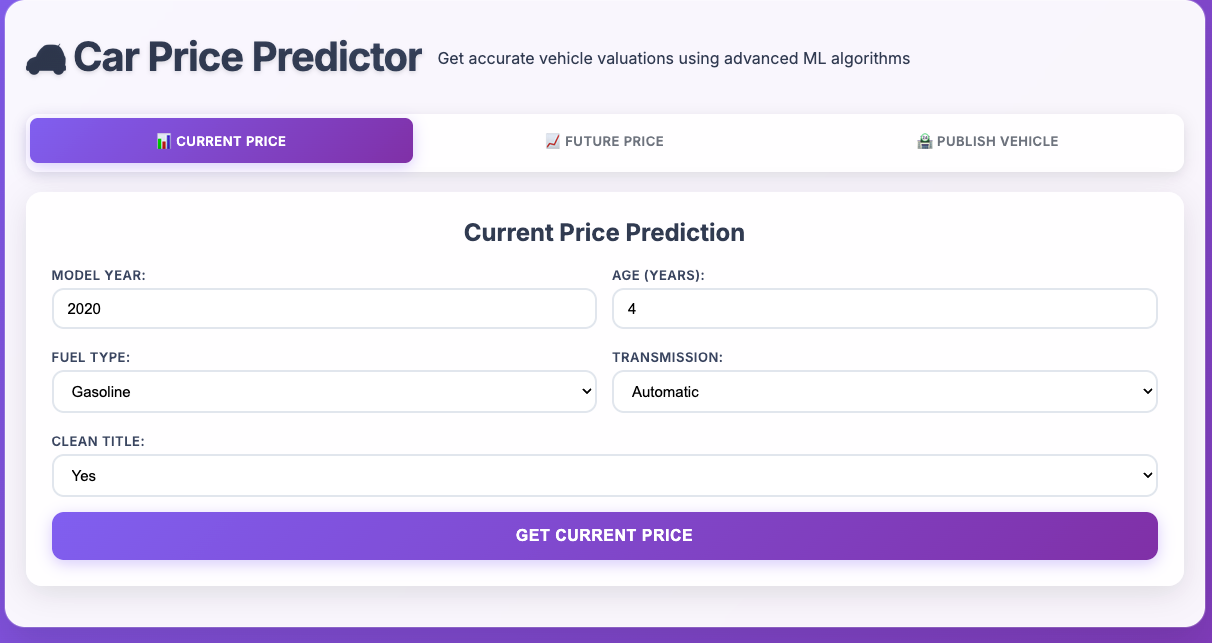 Car Price Predictor
Get accurate vehicle valuations using advanced ML algorithms
CURRENT PRICE
FUTURE PRICE
PUBLISH VEHICLE
Current Price Prediction
MODEL YEAR:
AGE (YEARS):
2020
4
FUEL TYPE:
TRANSMISSION:
Gasoline
Automatic
CLEAN TITLE:
Yes
GET CURRENT PRICE